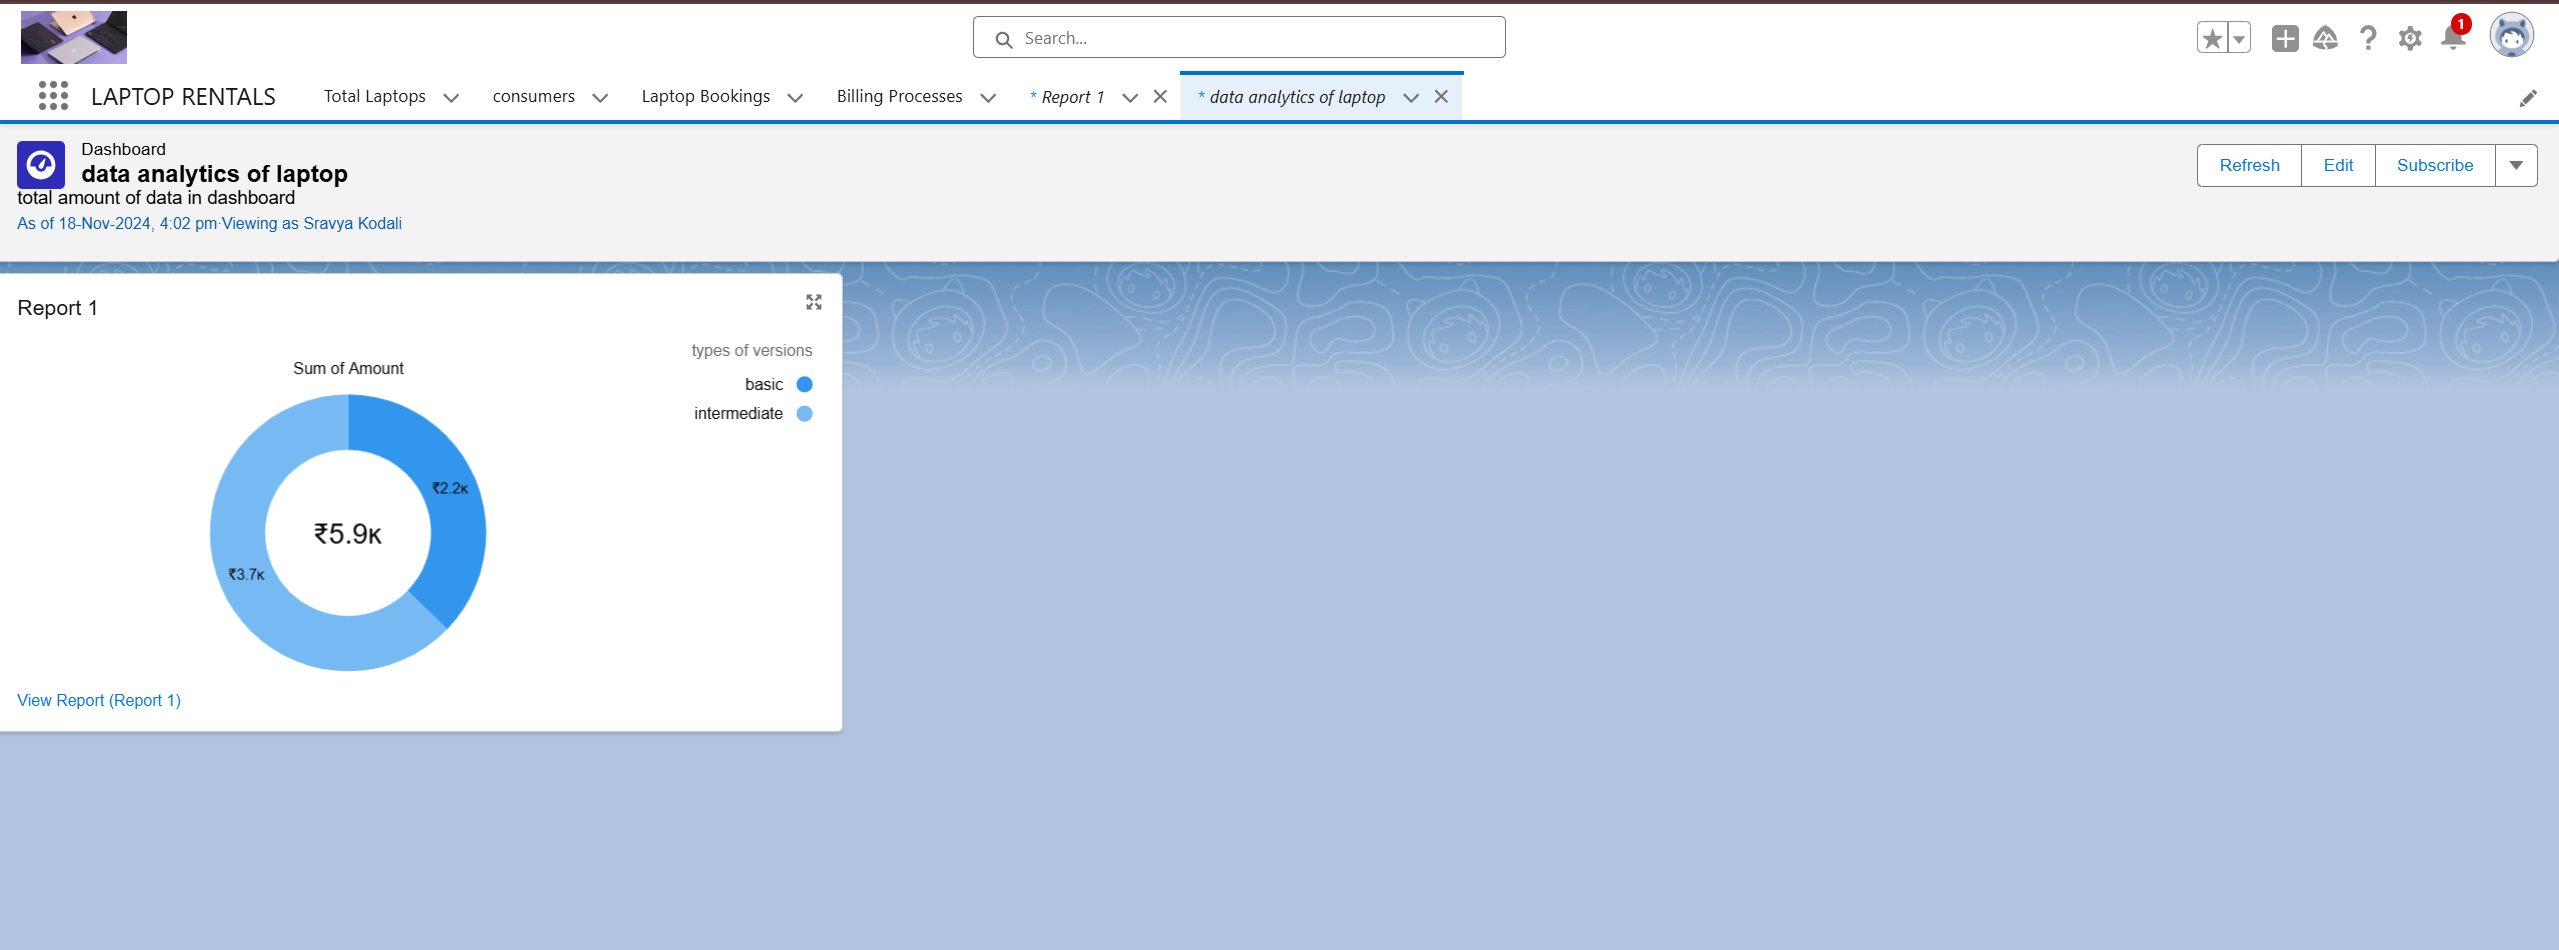 Search...
1
LAPTOP RENTALS
Total Laptops
consumers
Laptop Bookings
Billing Processes
* Report 1
* data analytics of laptop
Dashboard
data analytics of laptop
total amount of data in dashboard
As of 18-Nov-2024, 4:02 pm·Viewing as Sravya Kodali
Refresh
Edit
Subscribe
Report 1
types of versions
basic
intermediate
Sum of Amount
₹2.2K
₹5.9K
₹3.7K
View Report (Report 1)